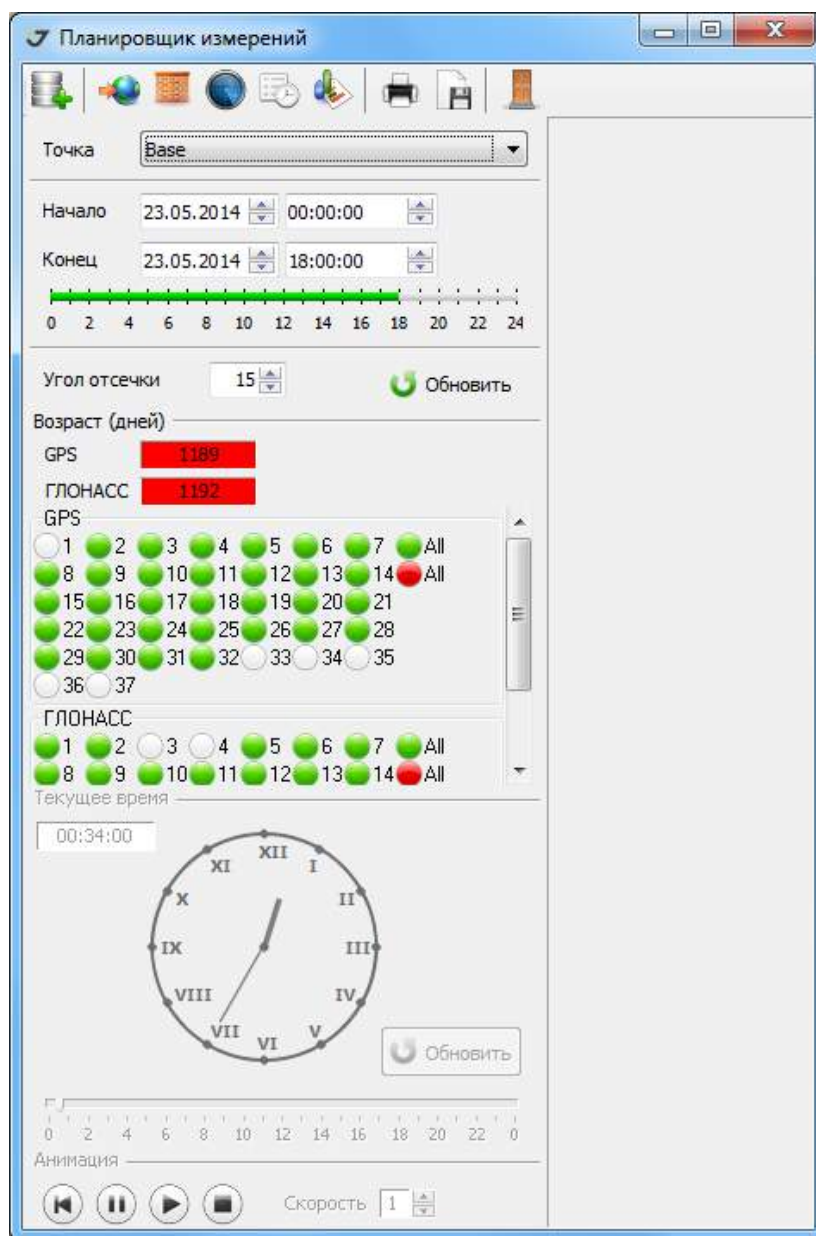 Планировщик измерений
Точка Base
Начало 23.05.2014 00:00:00
Конец 23.05.2014 18:00:00
0 2 4 6 8 10 12 14 16 18 20 22 24
Угол отсечки 15 Обновить
Возраст (дней)
GPS 1189
ГЛОНАСС 1192
GPS
1 2 3 4 5 6 7 All
8 9 10 11 12 13 14 All
15 16 17 18 19 20 21
22 23 24 25 26 27 28
29 30 31 32 33 34 35
36 37
ГЛОНАСС
1 2 3 4 5 6 7 All
8 9 10 11 12 13 14 All
Текущее время
00:34:00
XII I II III IV V VI VII VIII IX X XI
Обновить
0 2 4 6 8 10 12 14 16 18 20 22 0
Анимация
Скорость 1